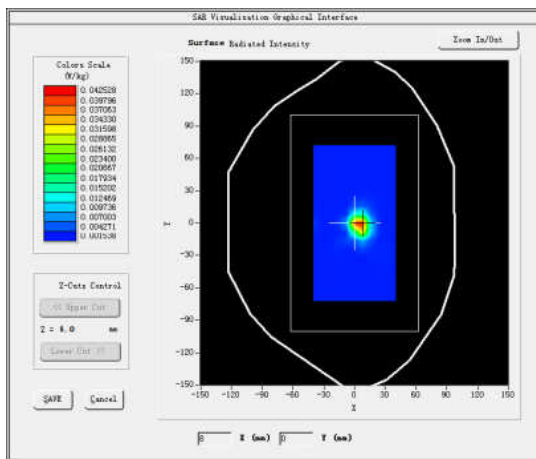 SAR Visualisation Graphical Interface
Surface Radiated Intensity
Zoom In/Out
Colors Scale
(W/kg)
0.042528
0.039796
0.037063
0.034330
0.031598
0.028865
0.026132
0.023400
0.020667
0.017934
0.015202
0.012469
0.009736
0.007003
0.004271
0.001538
150
120
90
60
30
0
-30
-60
-90
-120
-150
Y
-150 -120 -90 -60 -30 0 30 60 90 120 150
X
Z-Cuts Control
<< Upper Cut
Z = 4.0 mm
Lower Cut >>
SAVE Cancel
8 X (mm) 0 Y (mm)